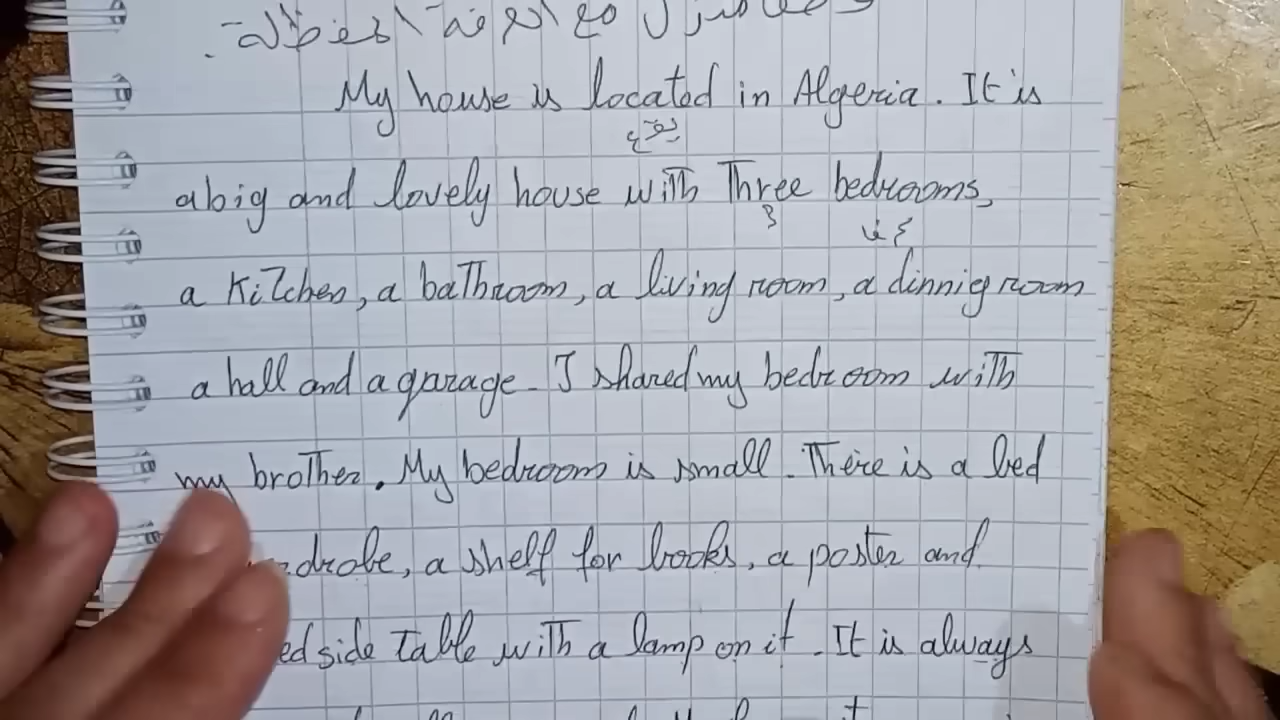 مع
My house is located in Algeria. It is
يقع
a big and lovely house with Three bedrooms,
3
a Kitchen, a bathroom, a living room, a dinnig room
a hall and a garage. I shared my bedroom with
my brother. My bedroom is small. There is a bed
drobe, a shelf for books, a poster and
ed side table with a lamp on it. It is always